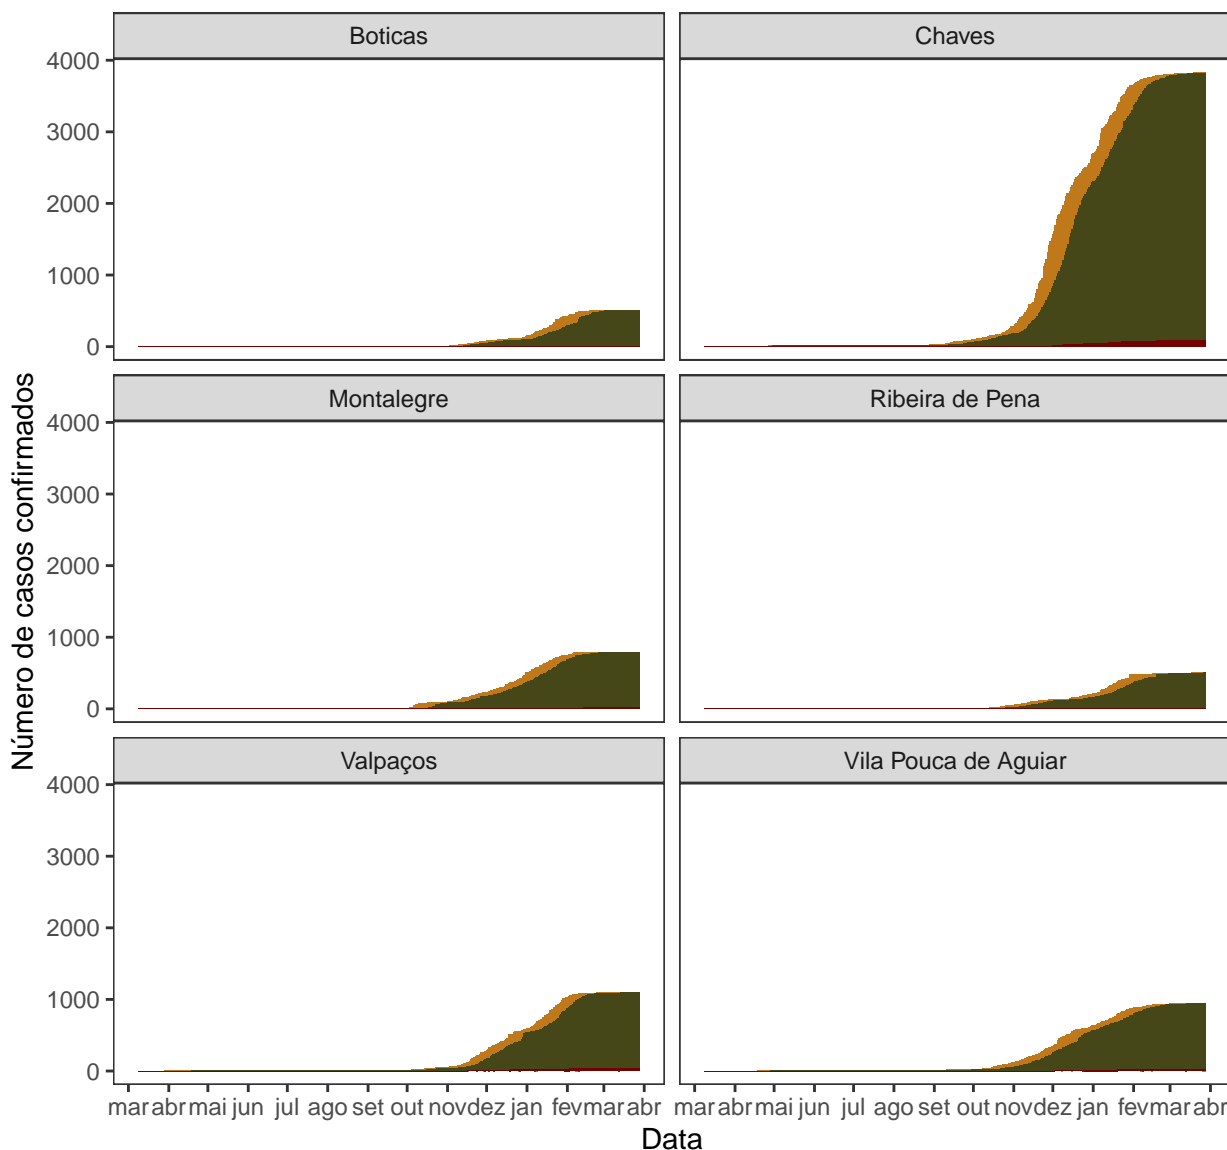 Boticas
Chaves
4000
3000
2000
1000
0
Montalegre
Ribeira de Pena
4000
3000
2000
1000
0
Valpaços
Vila Pouca de Aguiar
4000
3000
2000
1000
0
mar abr mai jun jul ago set out nov dez jan fev mar abr
mar abr mai jun jul ago set out nov dez jan fev mar abr
Data
Número de casos confirmados